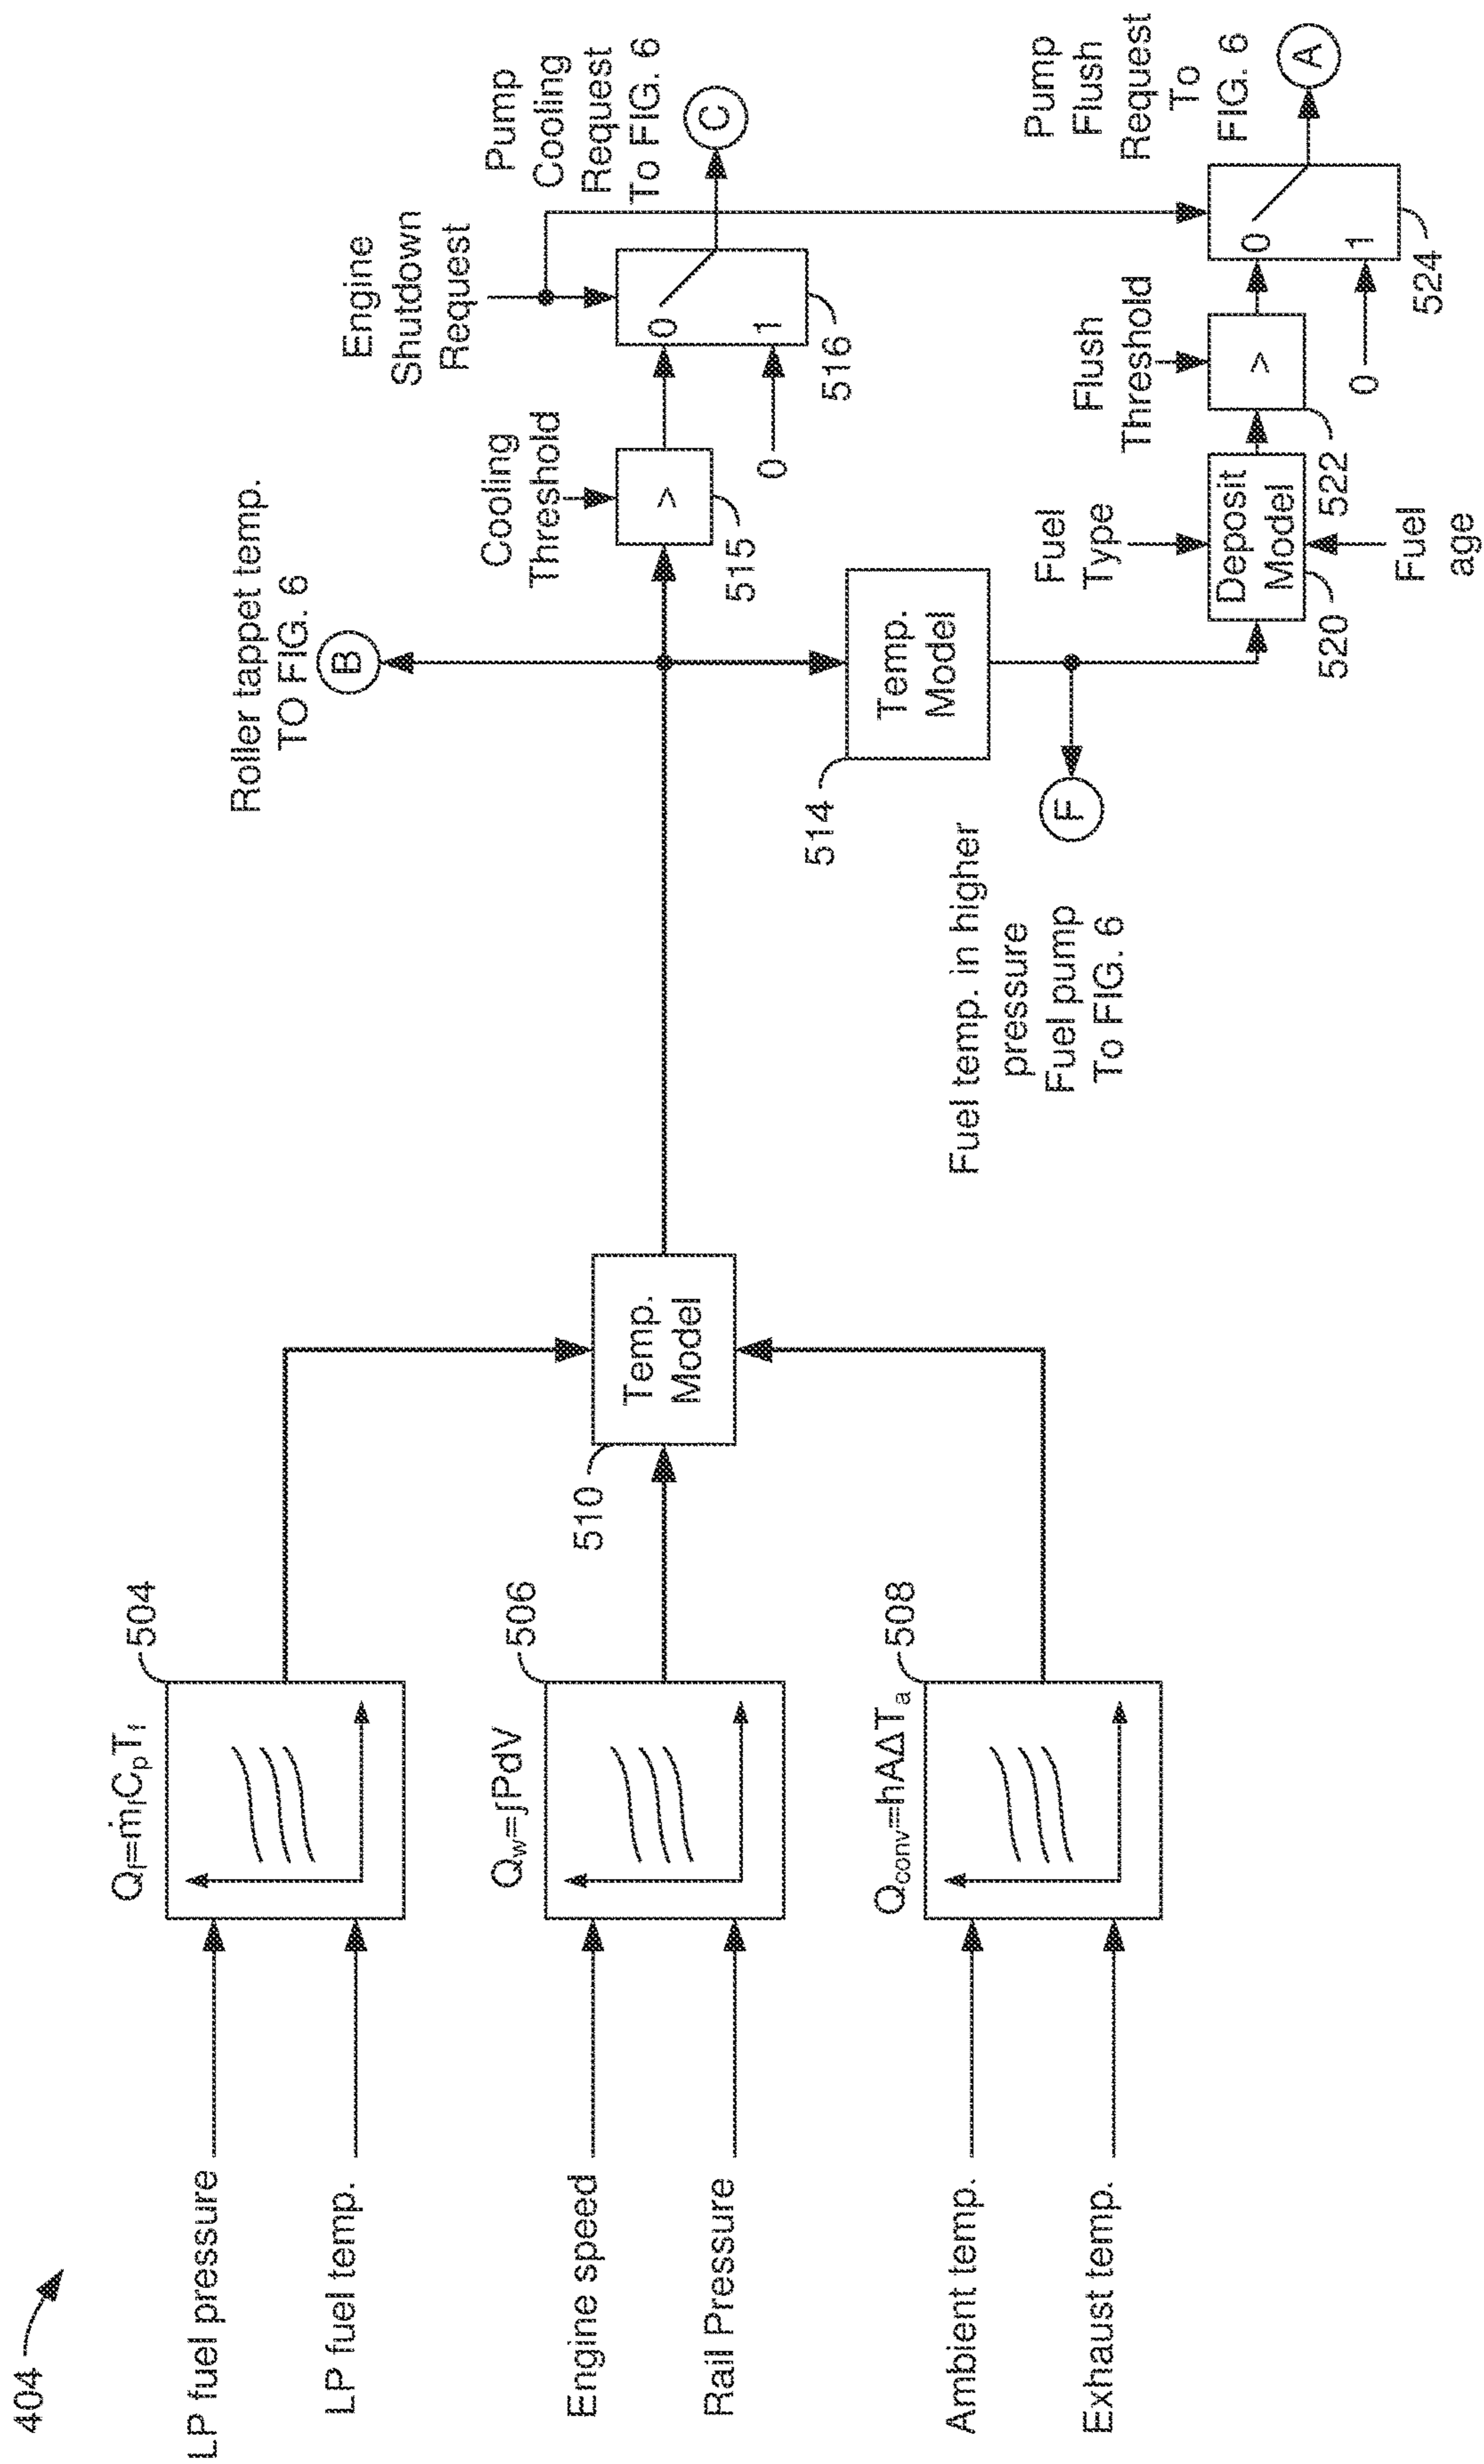 404
LP fuel pressure
LP fuel temp.
Engine speed
Rail Pressure
Ambient temp.
Exhaust temp.
Q_f=ṁ_fC_pT_f
504
Q_w=∫PdV
506
Q_conv=hAΔT_a
508
510
Temp.
Model
Roller tappet temp.
TO FIG. 6
B
514
Temp.
Model
Fuel temp. in higher
pressure
Fuel pump
To FIG. 6
F
Cooling
Threshold
>
515
Engine
Shutdown
Request
0
1
0
516
Pump
Cooling
Request
To FIG. 6
C
Fuel
Type
Deposit
Model
520
Fuel
age
Flush
Threshold
>
522
0
1
0
524
Pump
Flush
Request
To
FIG. 6
A